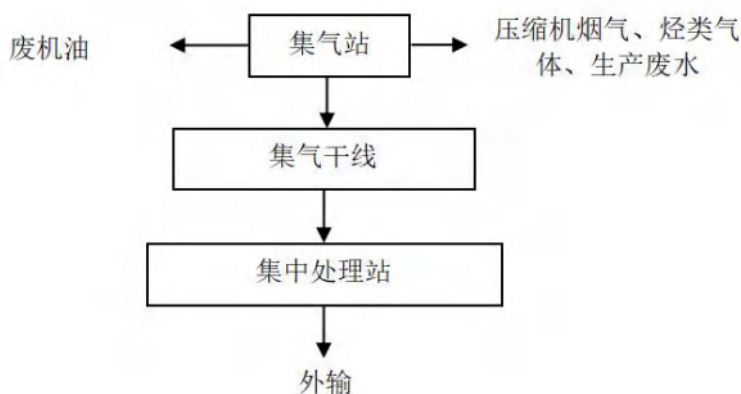 废机油
集气站
压缩机烟气、烃类气
体、生产废水
集气干线
集中处理站
外输